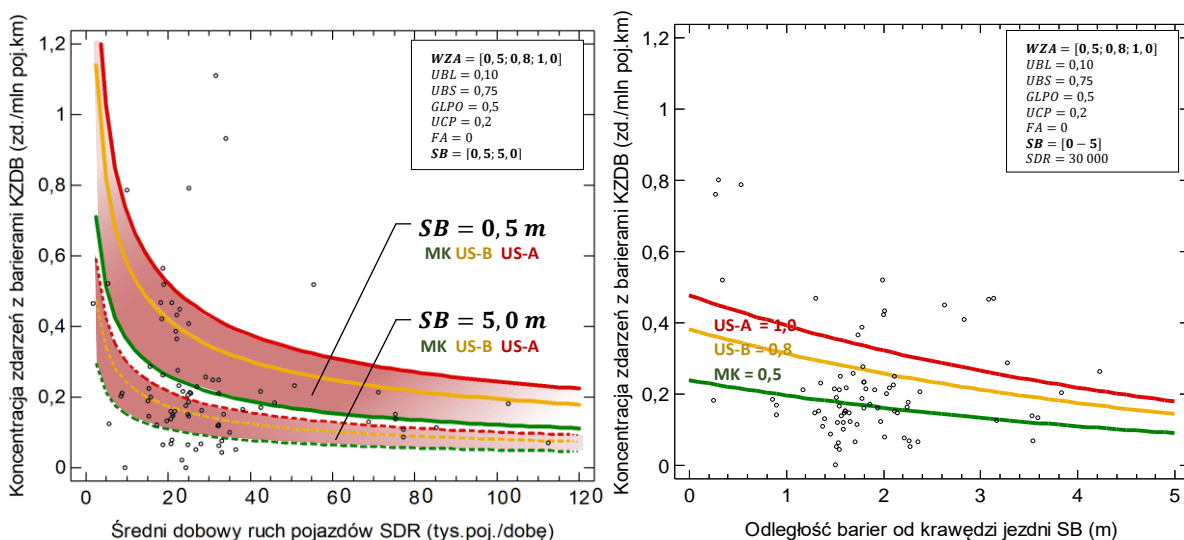 Koncentracja zdarzeń z barierami KZDB (zd./mln poj.km)
1,2
1
0,8
0,6
0,4
0,2
0
0
20
40
60
80
100
120
Średni dobowy ruch pojazdów SDR (tys.poj./dobę)
WZA = [0,5; 0,8; 1,0]
UBL = 0,10
UBS = 0,75
GLPO = 0,5
UCP = 0,2
FA = 0
SB = [0,5; 5,0]
SB = 0,5 m
MK US-B US-A
SB = 5,0 m
MK US-B US-A
Koncentracja zdarzeń z barierami KZDB (zd./mln poj.km)
1,2
1
0,8
0,6
0,4
0,2
0
0
1
2
3
4
5
Odległość barier od krawędzi jezdni SB (m)
WZA = [0,5; 0,8; 1,0]
UBL = 0,10
UBS = 0,75
GLPO = 0,5
UCP = 0,2
FA = 0
SB = [0 − 5]
SDR = 30 000
US-A = 1,0
US-B = 0,8
MK = 0,5